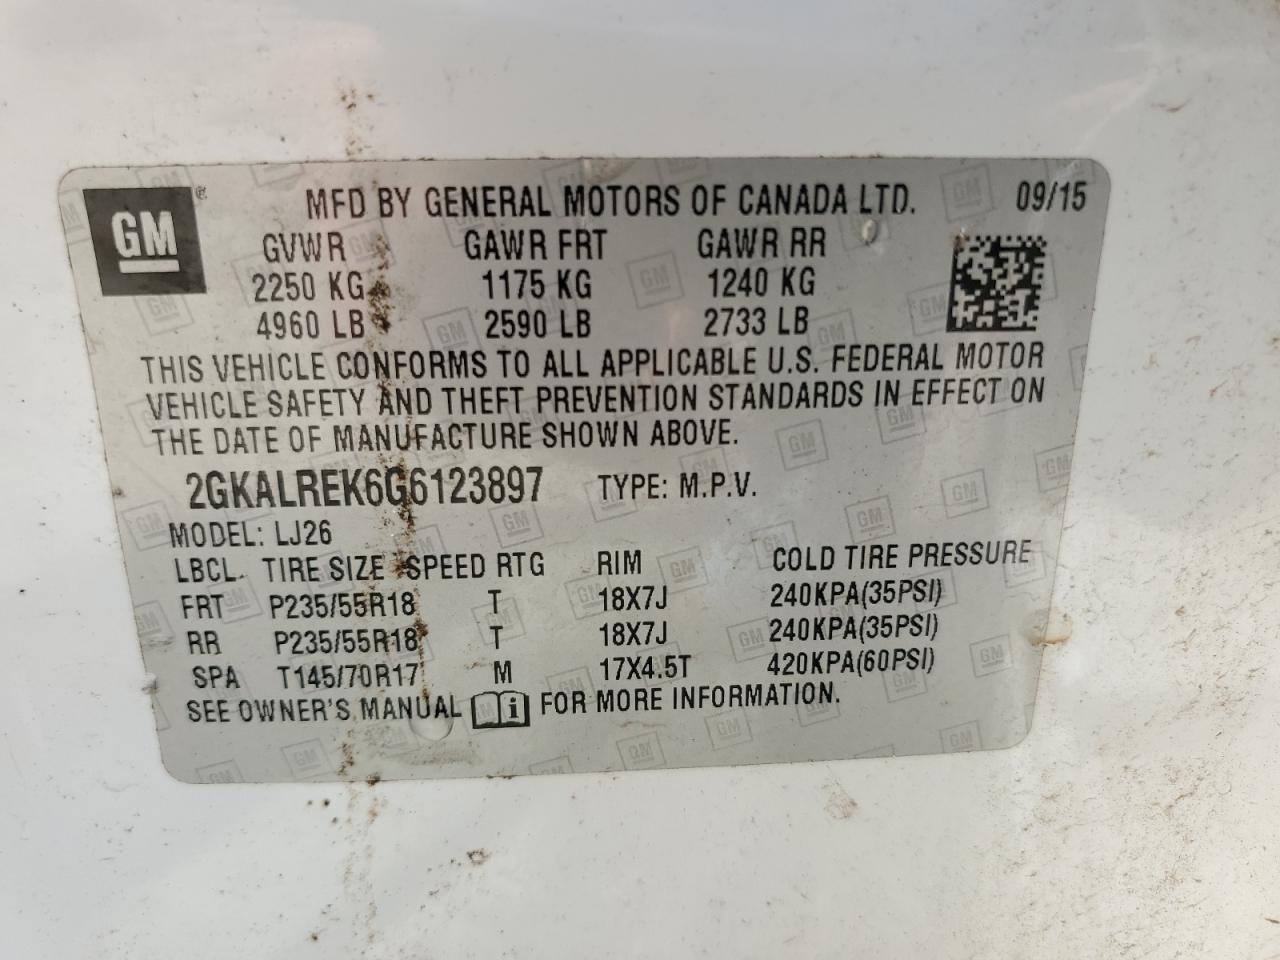 GM ® MFD BY GENERAL MOTORS OF CANADA LTD. 09/15
GVWR GAWR FRT GAWR RR
2250 KG 1175 KG 1240 KG
4960 LB 2590 LB 2733 LB
THIS VEHICLE CONFORMS TO ALL APPLICABLE U.S. FEDERAL MOTOR
VEHICLE SAFETY AND THEFT PREVENTION STANDARDS IN EFFECT ON
THE DATE OF MANUFACTURE SHOWN ABOVE.
2GKALREK6G6123897 TYPE: M.P.V.
MODEL: LJ26
LBCL. TIRE SIZE SPEED RTG RIM COLD TIRE PRESSURE
FRT P235/55R18 T 18X7J 240KPA(35PSI)
RR P235/55R18 T 18X7J 240KPA(35PSI)
SPA T145/70R17 M 17X4.5T 420KPA(60PSI)
SEE OWNER'S MANUAL i FOR MORE INFORMATION.